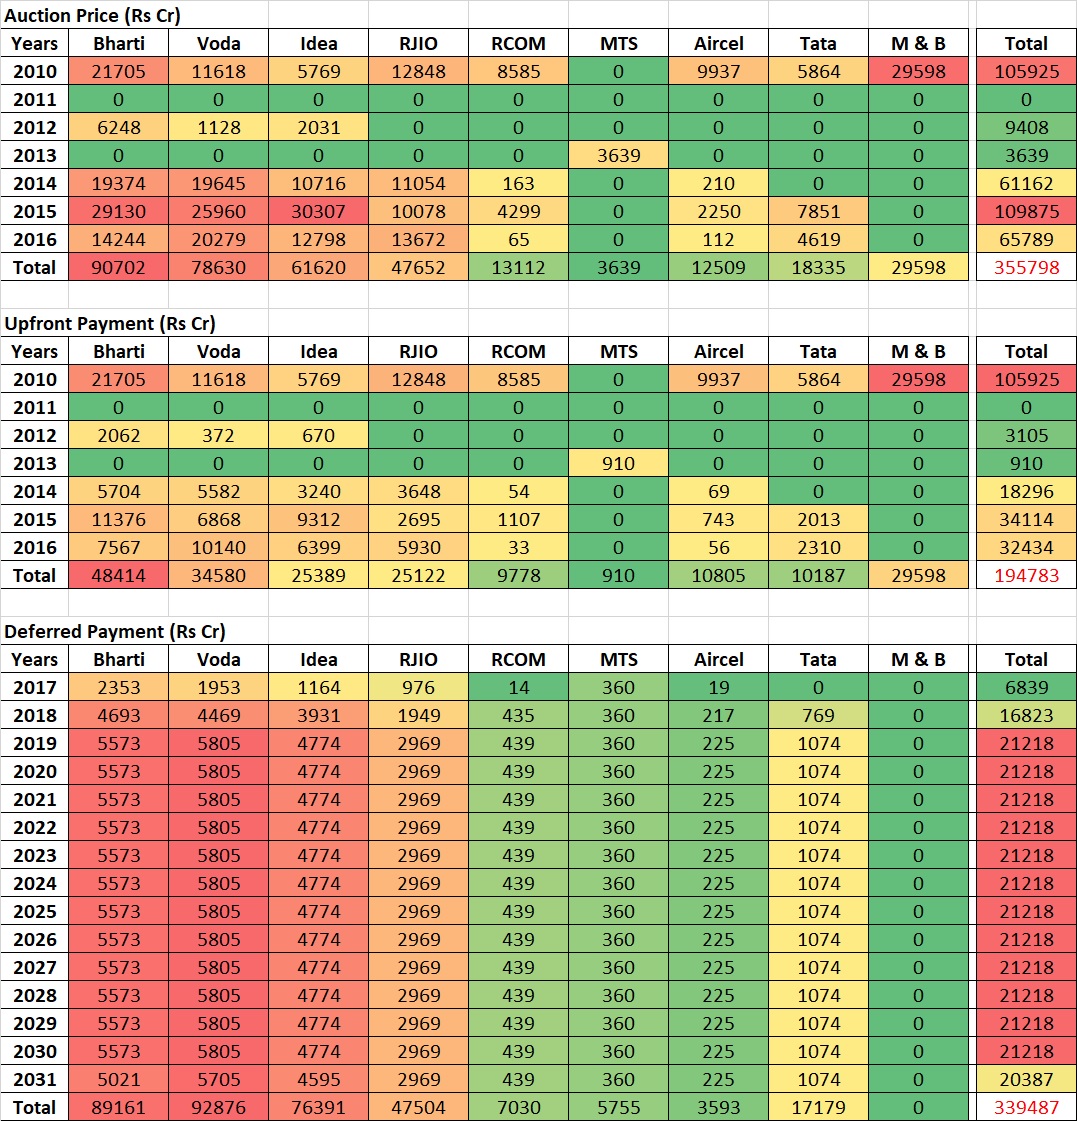 Auction Price (Rs Cr)
Years Bharti Voda Idea RJIO RCOM MTS Aircel Tata M & B Total
2010 21705 11618 5769 12848 8585 0 9937 5864 29598 105925
2011 0 0 0 0 0 0 0 0 0 0
2012 6248 1128 2031 0 0 0 0 0 0 9408
2013 0 0 0 0 0 3639 0 0 0 3639
2014 19374 19645 10716 11054 163 0 210 0 0 61162
2015 29130 25960 30307 10078 4299 0 2250 7851 0 109875
2016 14244 20279 12798 13672 65 0 112 4619 0 65789
Total 90702 78630 61620 47652 13112 3639 12509 18335 29598 355798
Upfront Payment (Rs Cr)
Years Bharti Voda Idea RJIO RCOM MTS Aircel Tata M & B Total
2010 21705 11618 5769 12848 8585 0 9937 5864 29598 105925
2011 0 0 0 0 0 0 0 0 0 0
2012 2062 372 670 0 0 0 0 0 0 3105
2013 0 0 0 0 0 910 0 0 0 910
2014 5704 5582 3240 3648 54 0 69 0 0 18296
2015 11376 6868 9312 2695 1107 0 743 2013 0 34114
2016 7567 10140 6399 5930 33 0 56 2310 0 32434
Total 48414 34580 25389 25122 9778 910 10805 10187 29598 194783
Deferred Payment (Rs Cr)
Years Bharti Voda Idea RJIO RCOM MTS Aircel Tata M & B Total
2017 2353 1953 1164 976 14 360 19 0 0 6839
2018 4693 4469 3931 1949 435 360 217 769 0 16823
2019 5573 5805 4774 2969 439 360 225 1074 0 21218
2020 5573 5805 4774 2969 439 360 225 1074 0 21218
2021 5573 5805 4774 2969 439 360 225 1074 0 21218
2022 5573 5805 4774 2969 439 360 225 1074 0 21218
2023 5573 5805 4774 2969 439 360 225 1074 0 21218
2024 5573 5805 4774 2969 439 360 225 1074 0 21218
2025 5573 5805 4774 2969 439 360 225 1074 0 21218
2026 5573 5805 4774 2969 439 360 225 1074 0 21218
2027 5573 5805 4774 2969 439 360 225 1074 0 21218
2028 5573 5805 4774 2969 439 360 225 1074 0 21218
2029 5573 5805 4774 2969 439 360 225 1074 0 21218
2030 5573 5805 4774 2969 439 360 225 1074 0 21218
2031 5021 5705 4595 2969 439 360 225 1074 0 20387
Total 89161 92876 76391 47504 7030 5755 3593 17179 0 339487